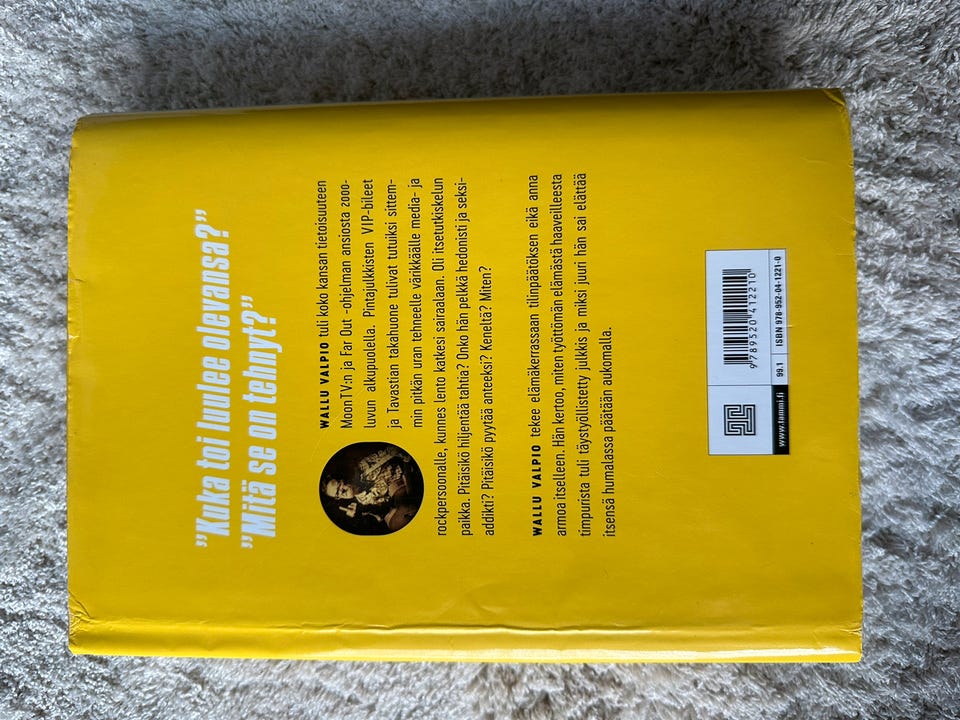 "Kuka toi luulee olevansa?"
"Mitä se on tehnyt?"
WALLU VALPIO tuli koko kansan tietoisuuteen
MoonTV:n ja Far Out -ohjelman ansiosta 2000-
luvun alkupuolella. Pintajulkkisten VIP-bileet
ja Tavastian takahuone tulivat tutuiksi sittem-
min pitkän uran tehneelle värikkäälle media- ja
rockpersoonalle, kunnes lento katkesi sairaalaan. Oli itsetutkiskelun
paikka. Pitäisikö hiljentää tahtia? Onko hän pelkkä hedonisti ja seksi-
addikti? Pitäisikö pyytää anteeksi? Keneltä? Miten?
WALLU VALPIO tekee elämäkerrassaan tilinpäätöksen eikä anna
armoa itselleen. Hän kertoo, miten työttömän elämästä haaveilleesta
timpurista tuli täystyöllistetty julkkis ja miksi juuri hän sai elättää
itsensä humalassa päätään aukomalla.
9789520412210
www.tammi.fi
99.1
ISBN 978-952-04-1221-0